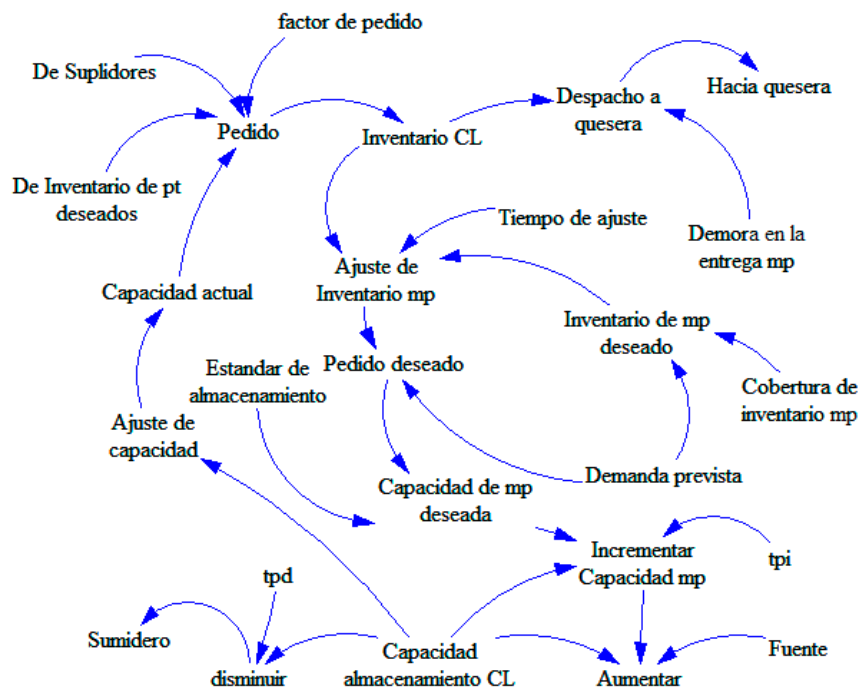 factor de pedido
De Suplidores
Hacia quesera
Despacho a
quesera
Pedido
Inventario CL
De Inventario de pt
deseados
Tiempo de ajuste
Demora en la
entrega mp
Ajuste de
Inventario mp
Capacidad actual
Inventario de mp
deseado
Estandar de
almacenamiento
Pedido deseado
Cobertura de
inventario mp
Ajuste de
capacidad
Demanda prevista
Capacidad de mp
deseada
Incrementar
Capacidad mp
tpi
tpd
Sumidero
Capacidad
almacenamiento CL
Fuente
disminuir
Aumentar